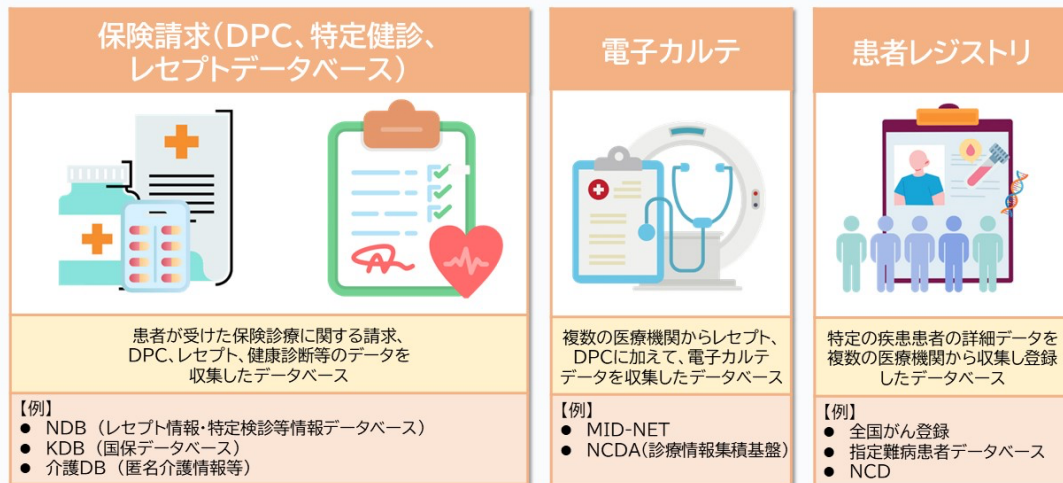 保険請求(DPC、特定健診、
レセプトデータベース)
患者が受けた保険診療に関する請求、
DPC、レセプト、健康診断等のデータを
収集したデータベース
【例】
● NDB (レセプト情報・特定検診等情報データベース)
● KDB (国保データベース)
● 介護DB (匿名介護情報等)
電子カルテ
複数の医療機関からレセプト、
DPCに加えて、電子カルテ
データを収集したデータベース
【例】
● MID-NET
● NCDA(診療情報集積基盤)
患者レジストリ
特定の疾患患者の詳細データを
複数の医療機関から収集し登録
したデータベース
【例】
● 全国がん登録
● 指定難病患者データベース
● NCD